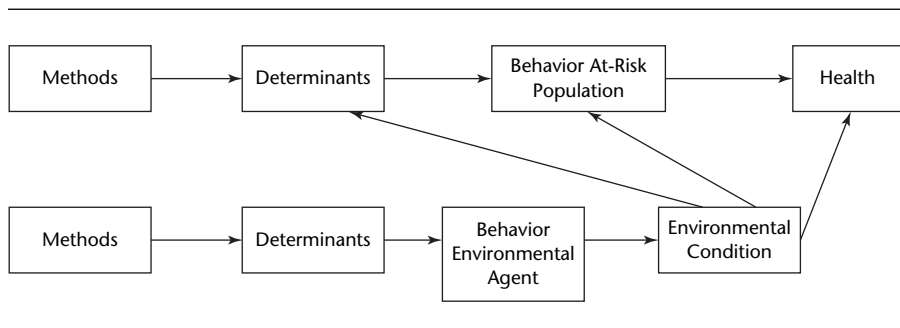 Methods
Determinants
Behavior At-Risk
Population
Health
Methods
Determinants
Behavior
Environmental
Agent
Environmental
Condition